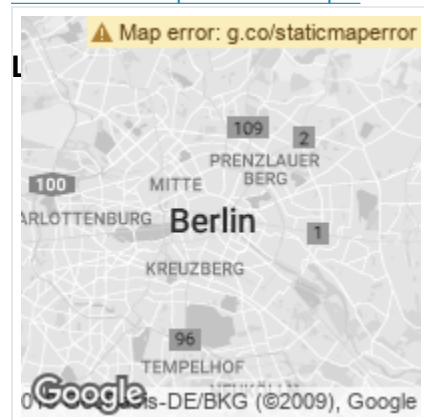 Map error: g.co/staticmaperror
L
109
2
PRENZLAUER
BERG
100
MITTE
ARLOTTENBURG
Berlin
1
KREUZBERG
96
TEMPELHOF
Google
-DE/BKG (©2009), Google